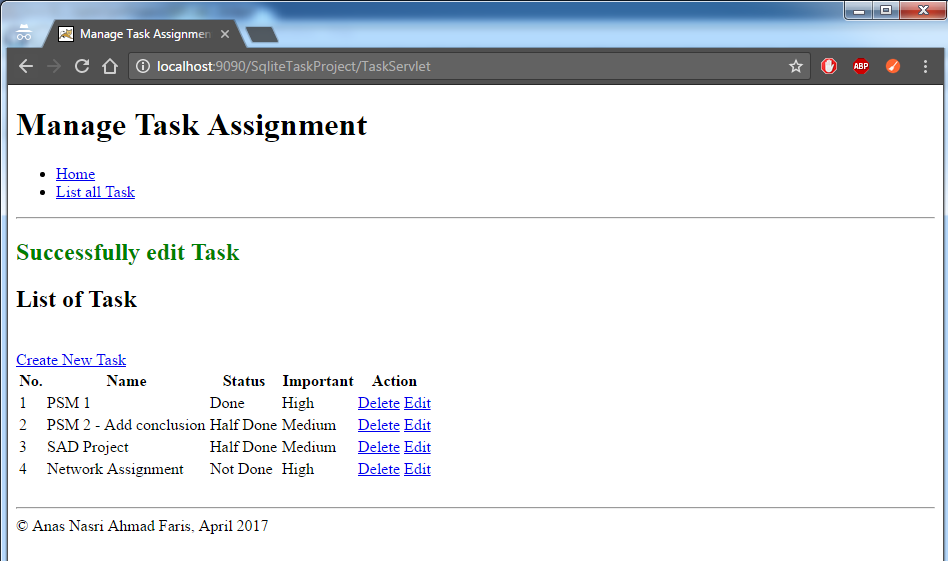 Manage Task Assignmen
localhost:9090/SqliteTaskProject/TaskServlet
ABP
Manage Task Assignment
Home
List all Task
Successfully edit Task
List of Task
Create New Task
No. Name Status Important Action
1 PSM 1 Done High Delete Edit
2 PSM 2 - Add conclusion Half Done Medium Delete Edit
3 SAD Project Half Done Medium Delete Edit
4 Network Assignment Not Done High Delete Edit
© Anas Nasri Ahmad Faris, April 2017